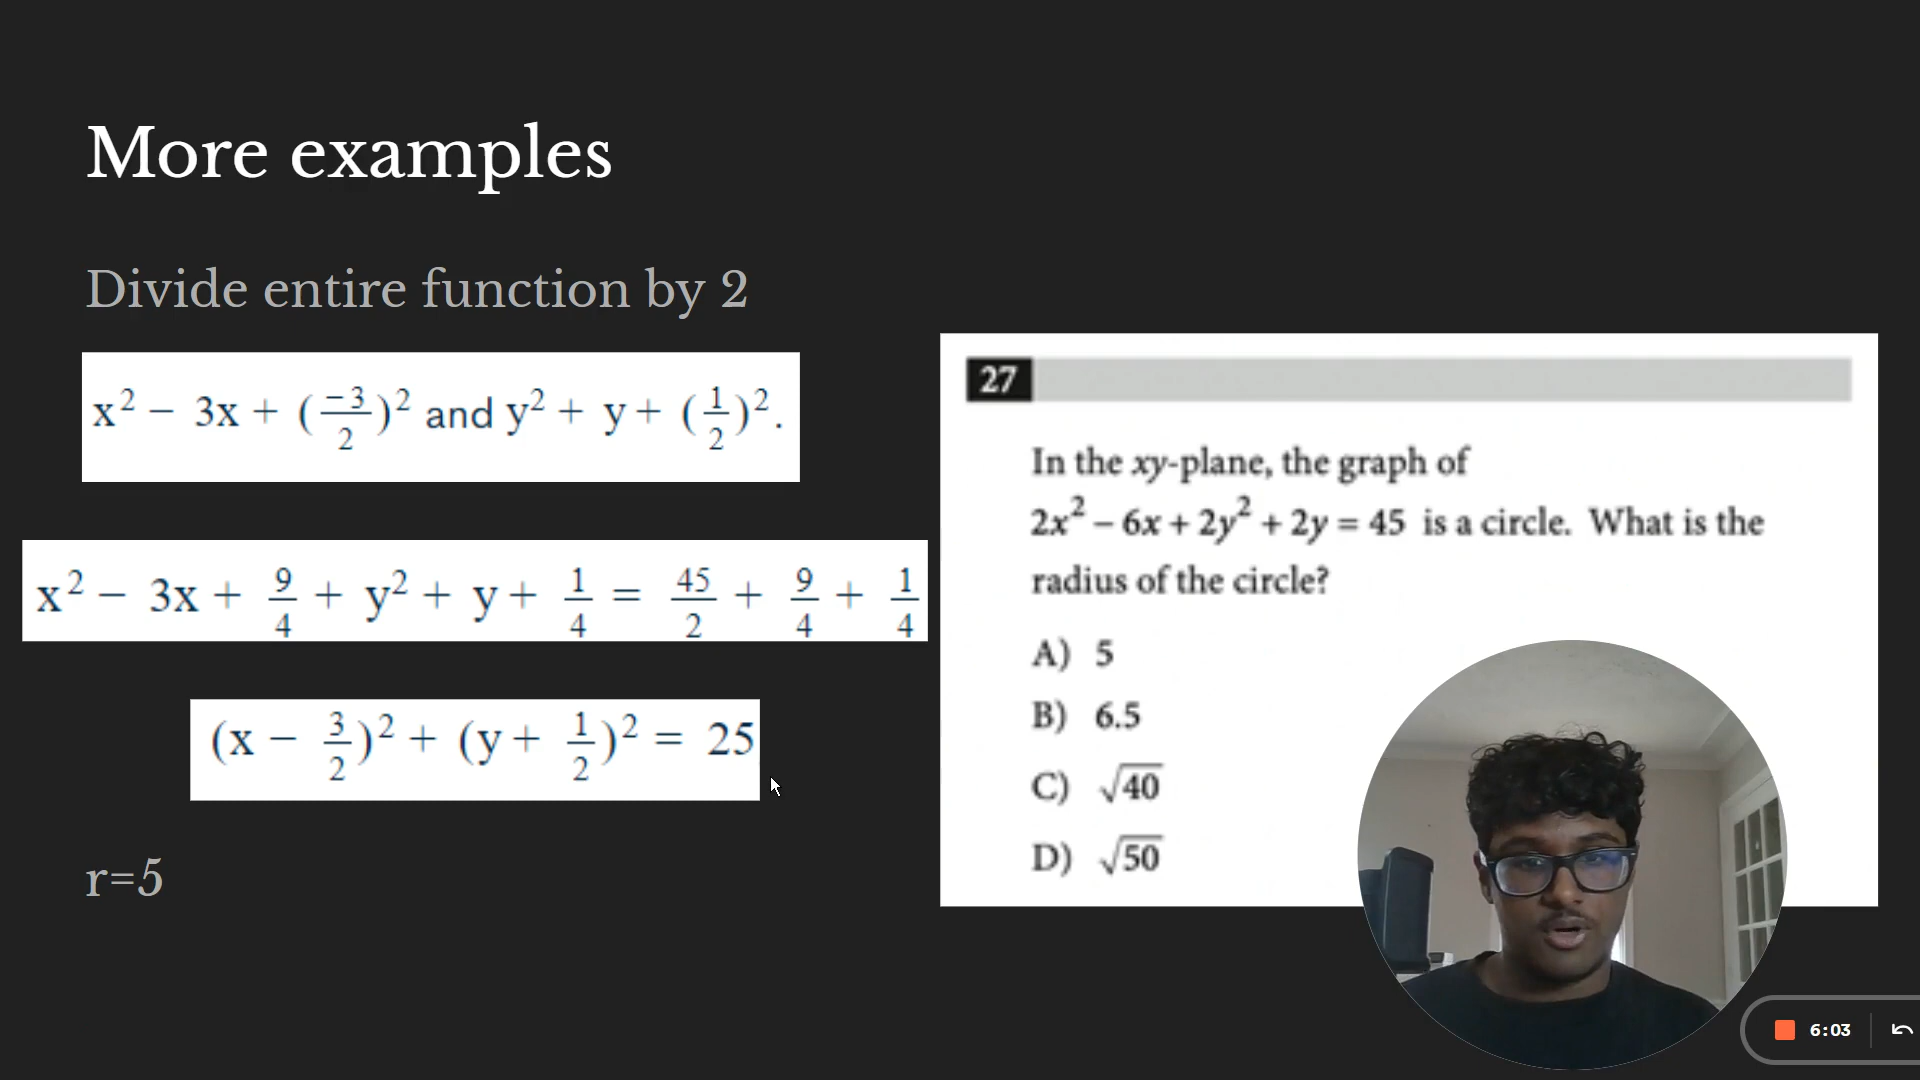 More examples
Divide entire function by 2
x² − 3x + (−3/2)² and y² + y + (1/2)².
x² − 3x + 9/4 + y² + y + 1/4 = 45/2 + 9/4 + 1/4
(x − 3/2)² + (y + 1/2)² = 25
r=5
27
In the xy-plane, the graph of
2x² − 6x + 2y² + 2y = 45 is a circle. What is the
radius of the circle?
A) 5
B) 6.5
C) √40
D) √50
6:03